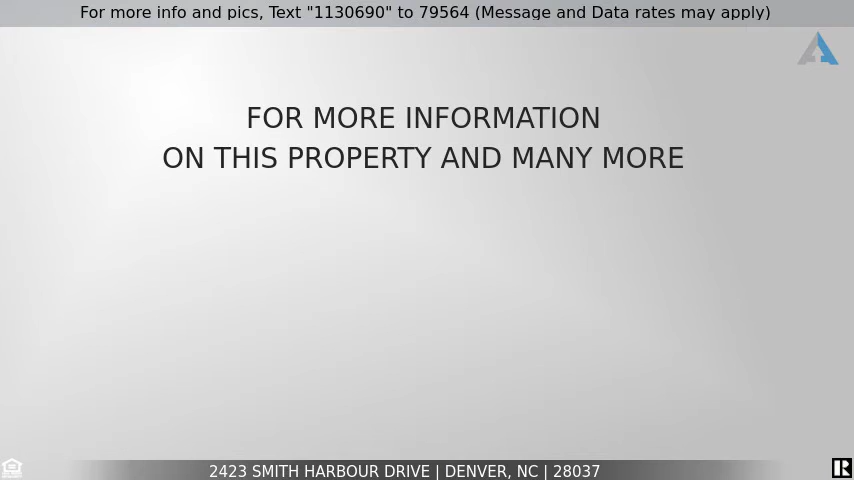 For more info and pics, Text "1130690" to 79564 (Message and Data rates may apply)
FOR MORE INFORMATION
ON THIS PROPERTY AND MANY MORE
2423 SMITH HARBOUR DRIVE | DENVER, NC | 28037